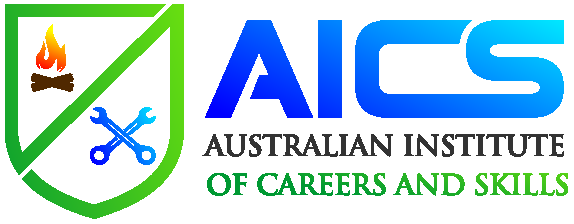 AICS
AUSTRALIAN INSTITUTE
OF CAREERS AND SKILLS